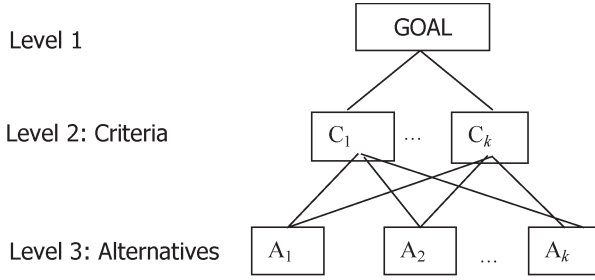 GOAL
Level 1
Level 2: Criteria C₁ ... Cₖ
Level 3: Alternatives A₁ A₂ ... Aₖ